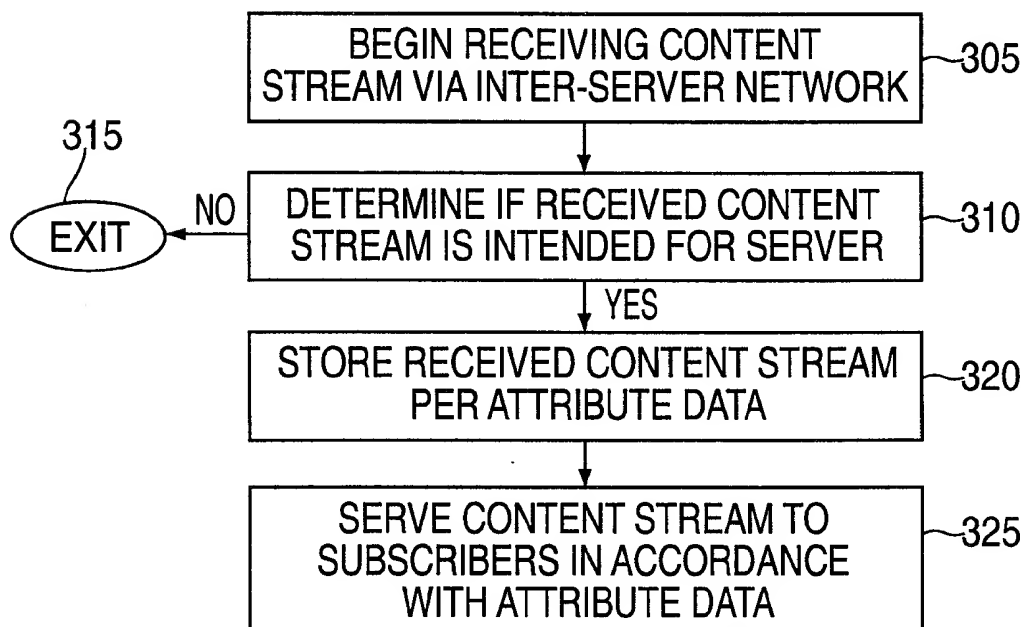 BEGIN RECEIVING CONTENT
STREAM VIA INTER-SERVER NETWORK
305
315
EXIT
NO
DETERMINE IF RECEIVED CONTENT
STREAM IS INTENDED FOR SERVER
310
YES
STORE RECEIVED CONTENT STREAM
PER ATTRIBUTE DATA
320
SERVE CONTENT STREAM TO
SUBSCRIBERS IN ACCORDANCE
WITH ATTRIBUTE DATA
325